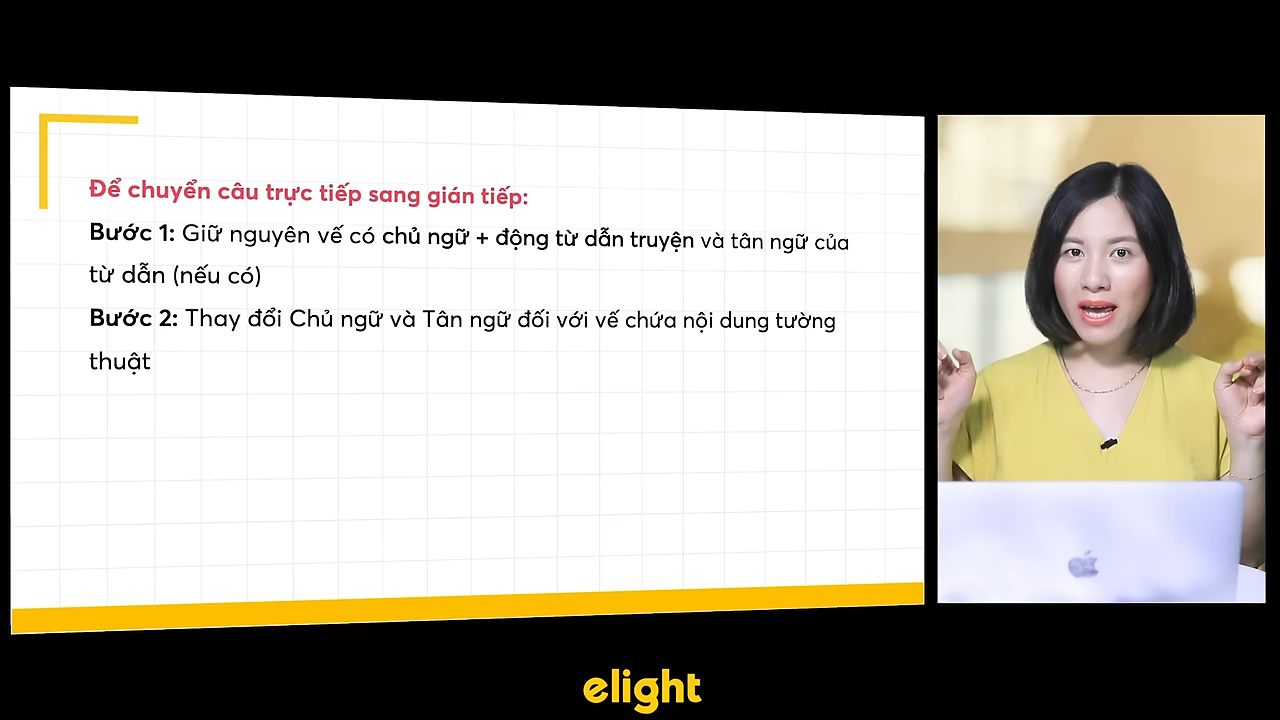 Để chuyển câu trực tiếp sang gián tiếp:
Bước 1: Giữ nguyên vế có chủ ngữ + động từ dẫn truyện và tân ngữ của
từ dẫn (nếu có)
Bước 2: Thay đổi Chủ ngữ và Tân ngữ đối với vế chứa nội dung tường
thuật
elight